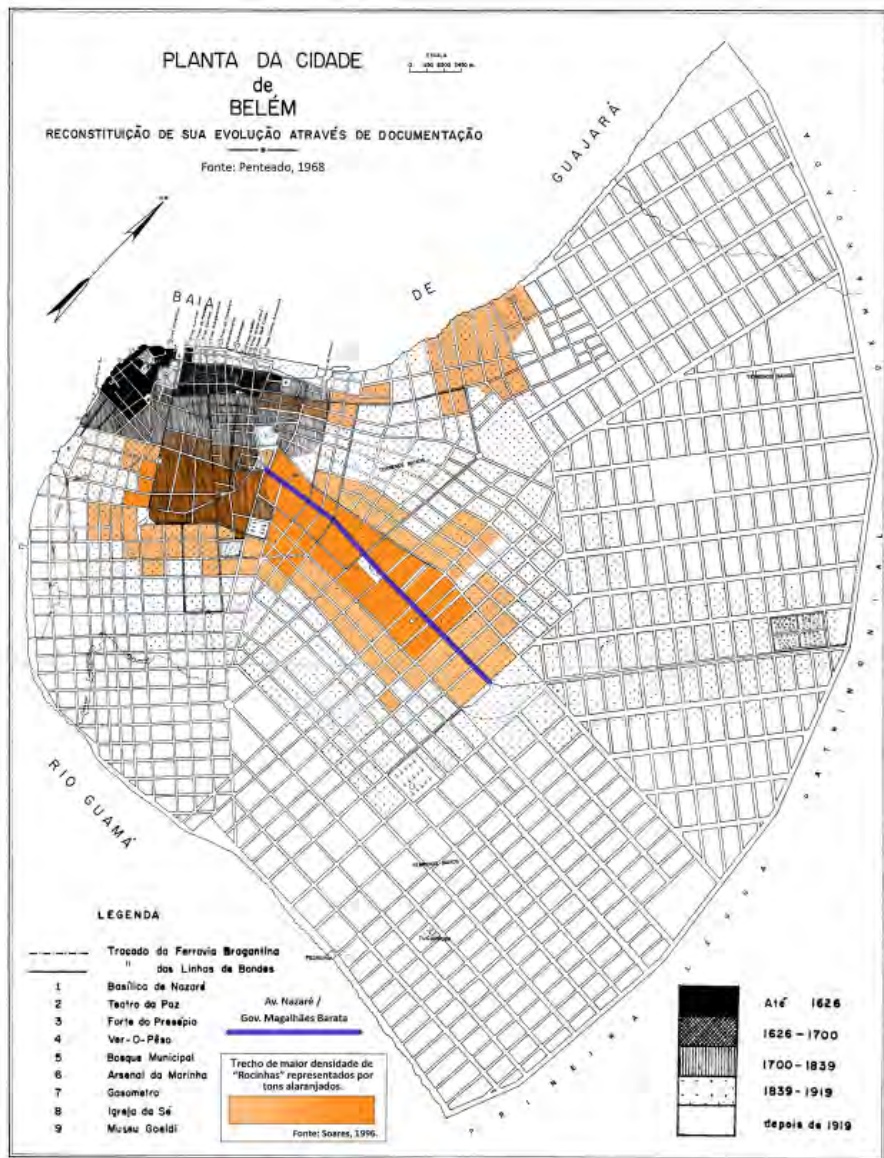 PLANTA DA CIDADE
de
BELÉM
RECONSTITUIÇÃO DE SUA EVOLUÇÃO ATRAVÉS DE DOCUMENTAÇÃO
Fonte: Penteado, 1968
ESCALA
BAIA
DE
GUAJARÁ
RIO GUAMÁ
PRIMEIRA
LÉGUA
PATRIMONIAL
LEGENDA
Traçado da Ferrovia Bragantina
" das Linhas de Bondes
1 Basílica de Nazaré
2 Teatro da Paz
3 Forte do Presépio
4 Ver-O-Pêso
5 Bosque Municipal
6 Arsenal da Marinha
7 Gasometro
8 Igreja da Sé
9 Museu Goeldi
Av. Nazaré /
Gov. Magalhães Barata
Trecho de maior densidade de
"Rocinhas" representados por
tons alaranjados.
Fonte: Soares, 1996.
Até 1626
1626-1700
1700-1839
1839-1919
depois de 1919